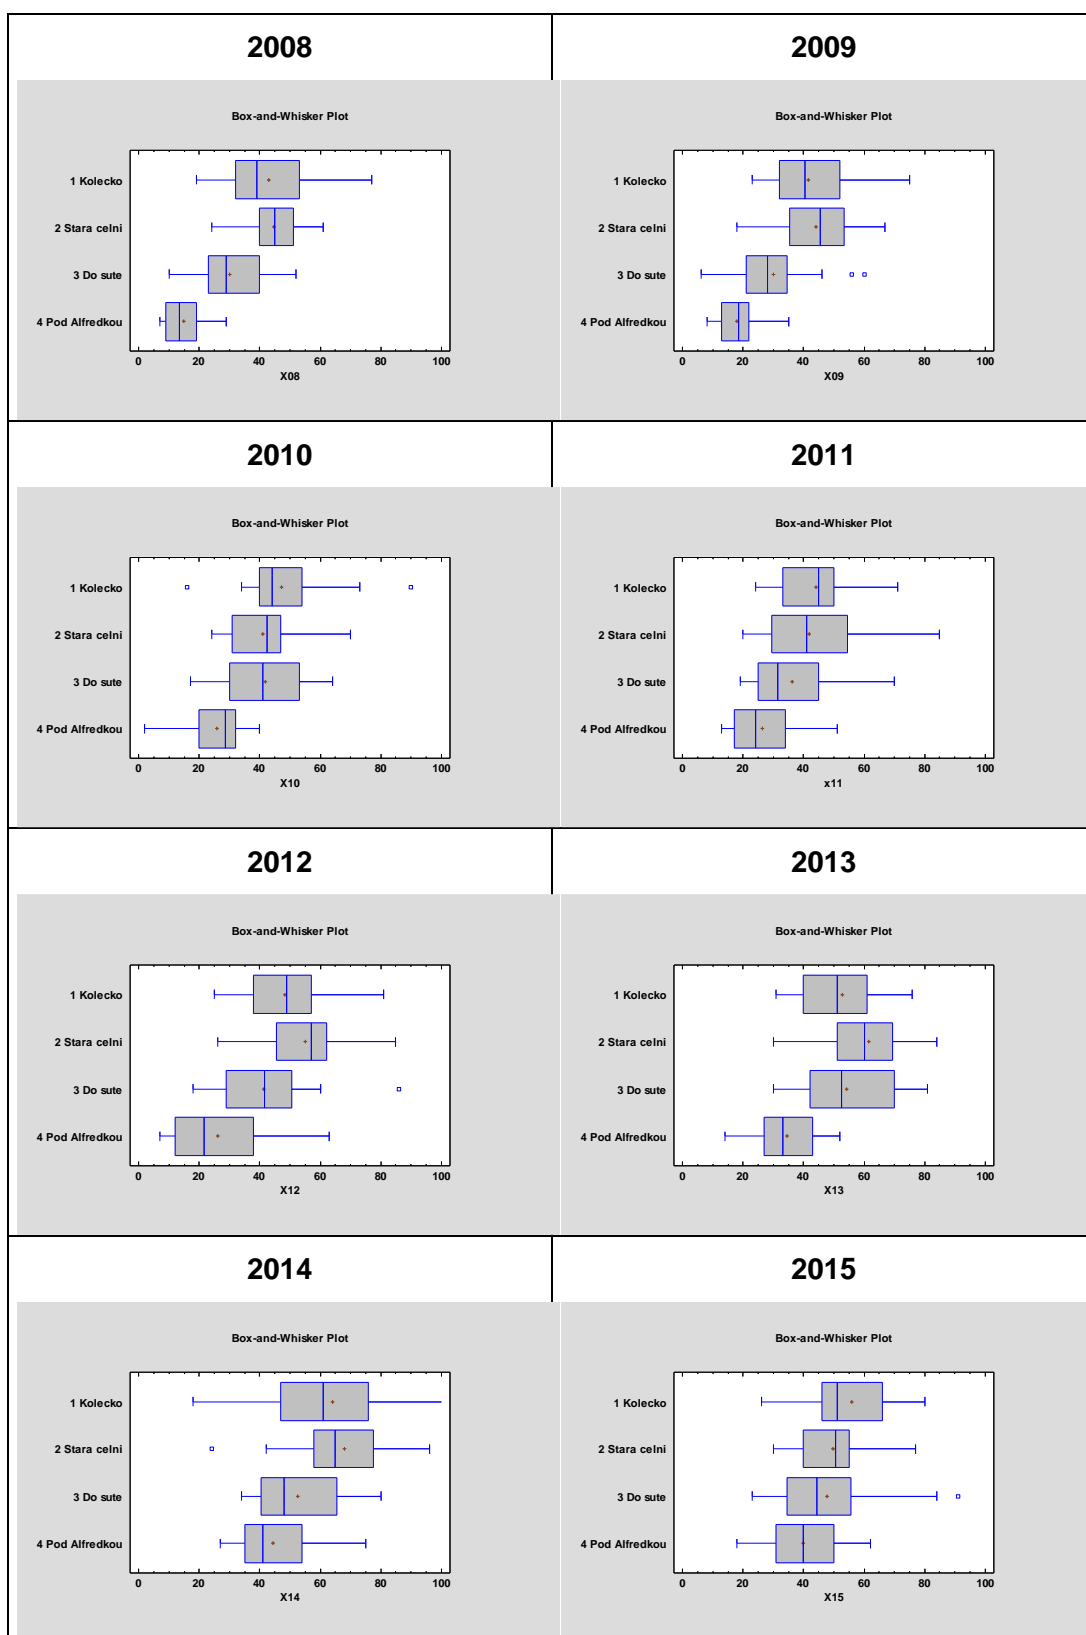 2008 2009
Box-and-Whisker Plot Box-and-Whisker Plot
1 Kolecko 1 Kolecko
2 Stara celni 2 Stara celni
3 Do sute 3 Do sute
4 Pod Alfredkou 4 Pod Alfredkou
0 20 40 60 80 100 0 20 40 60 80 100
X08 X09
2010 2011
Box-and-Whisker Plot Box-and-Whisker Plot
1 Kolecko 1 Kolecko
2 Stara celni 2 Stara celni
3 Do sute 3 Do sute
4 Pod Alfredkou 4 Pod Alfredkou
0 20 40 60 80 100 0 20 40 60 80 100
X10 x11
2012 2013
Box-and-Whisker Plot Box-and-Whisker Plot
1 Kolecko 1 Kolecko
2 Stara celni 2 Stara celni
3 Do sute 3 Do sute
4 Pod Alfredkou 4 Pod Alfredkou
0 20 40 60 80 100 0 20 40 60 80 100
X12 X13
2014 2015
Box-and-Whisker Plot Box-and-Whisker Plot
1 Kolecko 1 Kolecko
2 Stara celni 2 Stara celni
3 Do sute 3 Do sute
4 Pod Alfredkou 4 Pod Alfredkou
0 20 40 60 80 100 0 20 40 60 80 100
X14 X15